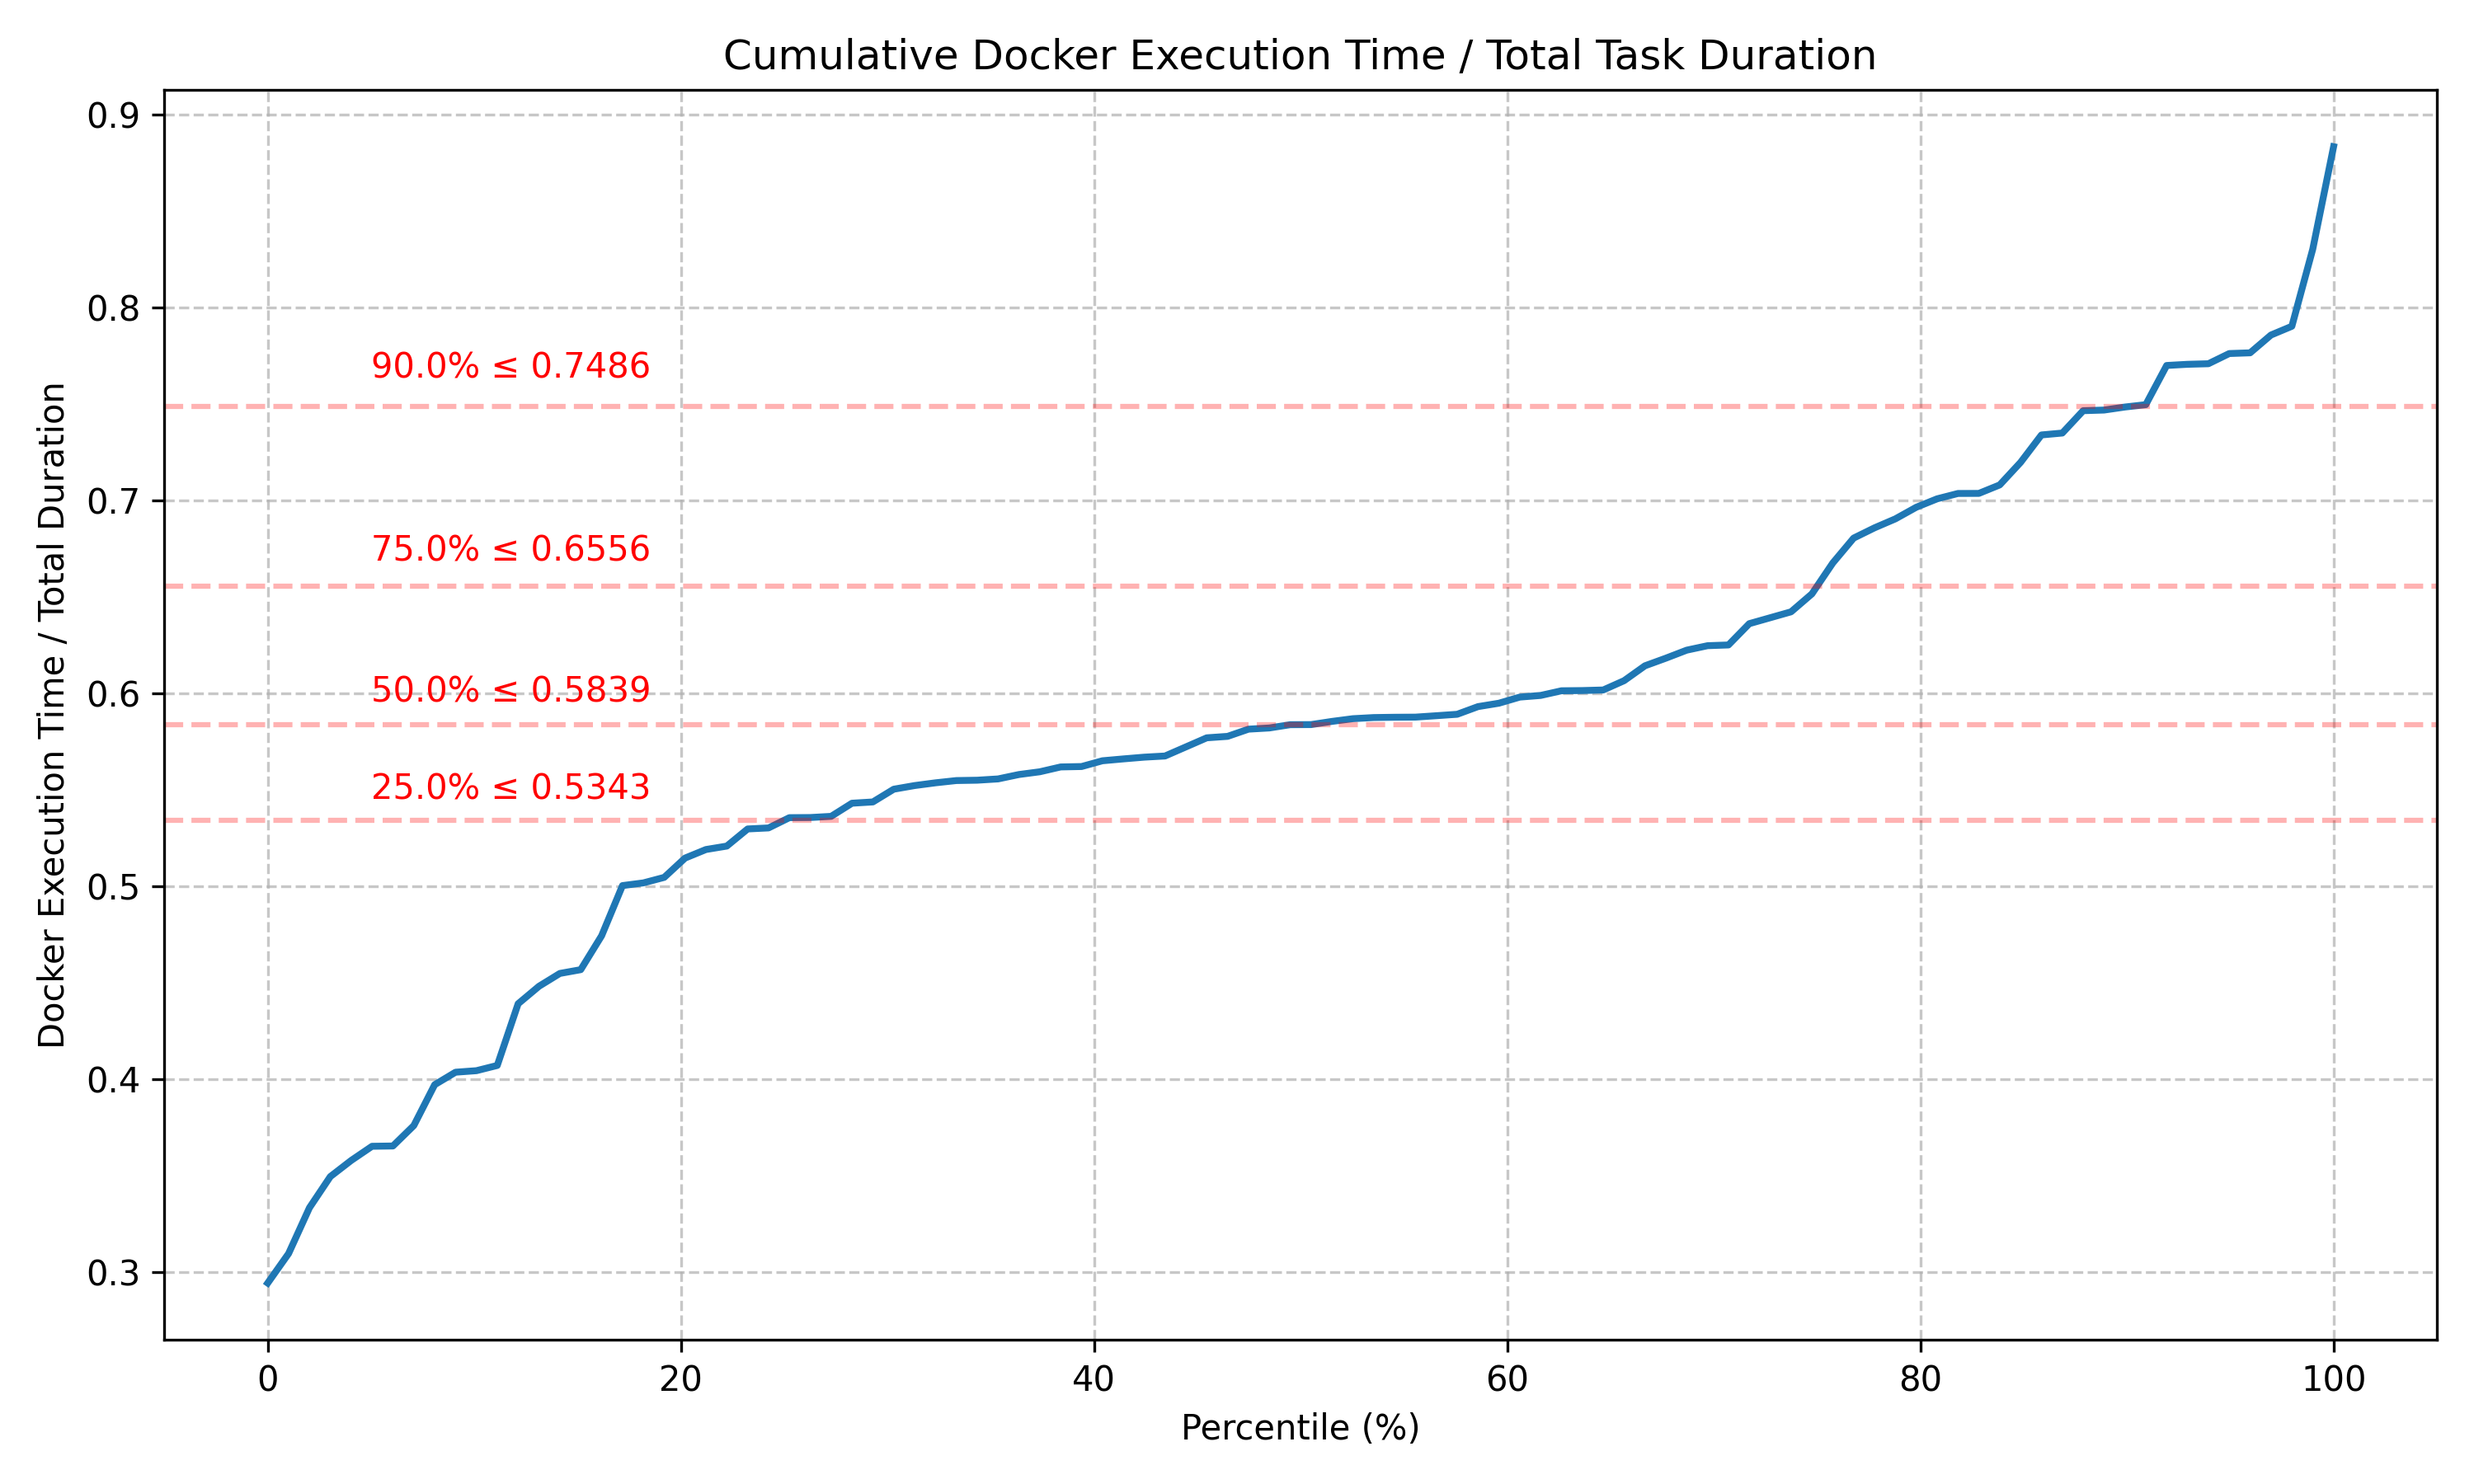 Cumulative Docker Execution Time / Total Task Duration
Docker Execution Time / Total Duration
0.9
0.8
0.7
0.6
0.5
0.4
0.3
90.0% ≤ 0.7486
75.0% ≤ 0.6556
50.0% ≤ 0.5839
25.0% ≤ 0.5343
0 20 40 60 80 100
Percentile (%)